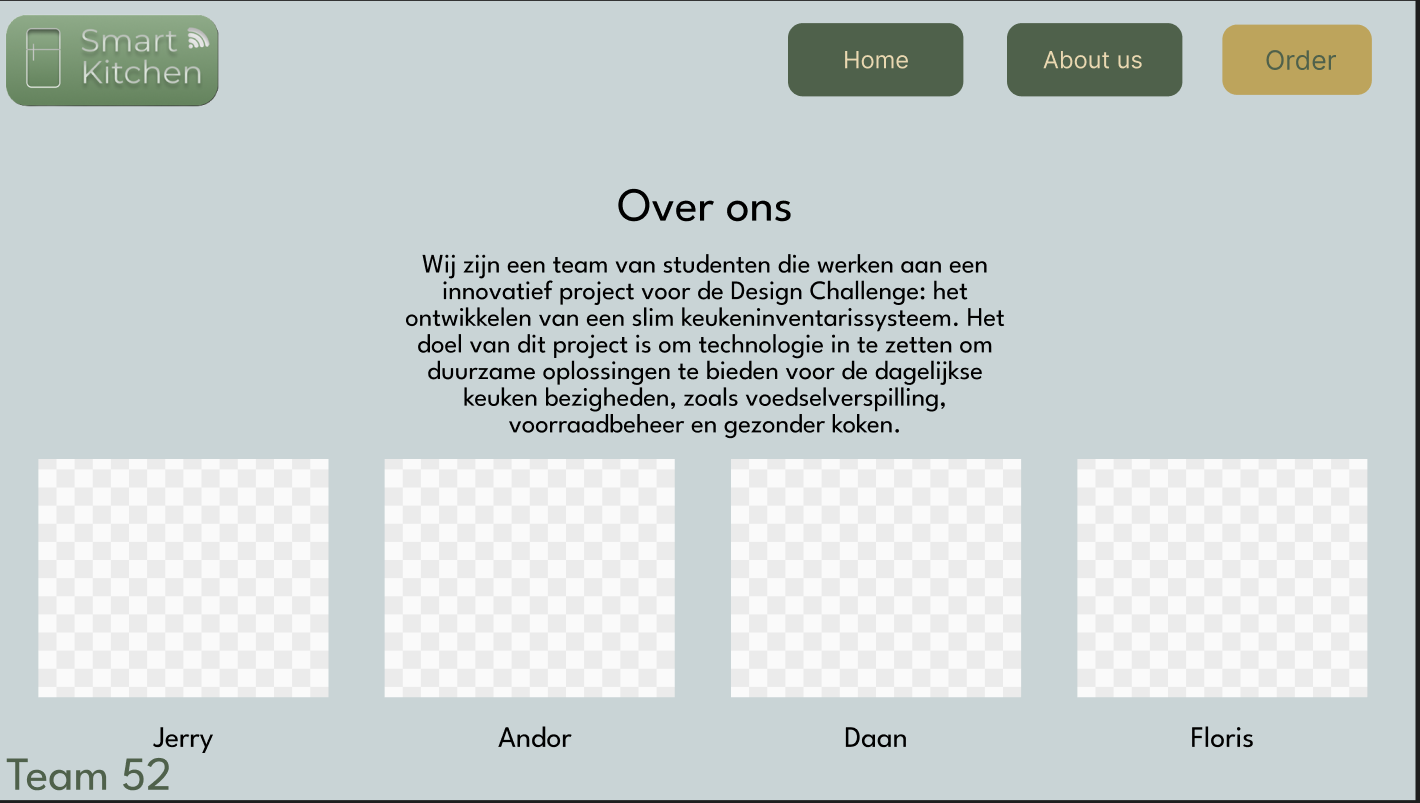 Smart
Kitchen
Home
About us
Order
Over ons
Wij zijn een team van studenten die werken aan een
innovatief project voor de Design Challenge: het
ontwikkelen van een slim keukeninventarissysteem. Het
doel van dit project is om technologie in te zetten om
duurzame oplossingen te bieden voor de dagelijkse
keuken bezigheden, zoals voedselverspilling,
voorraadbeheer en gezonder koken.
Jerry
Andor
Daan
Floris
Team 52